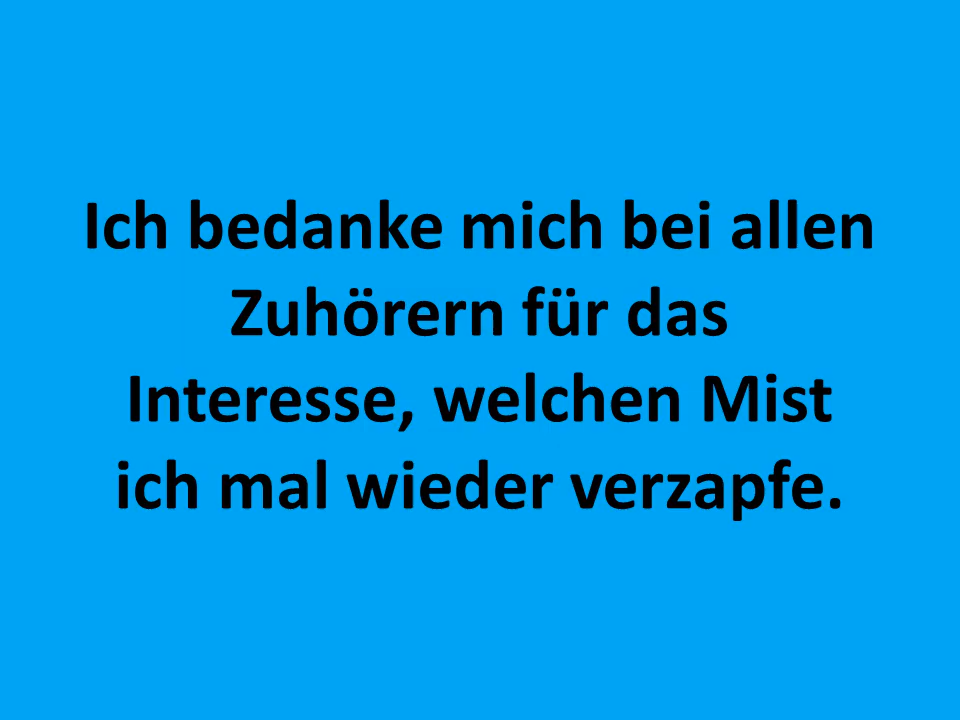 Ich bedanke mich bei allen
Zuhörern für das
Interesse, welchen Mist
ich mal wieder verzapfe.